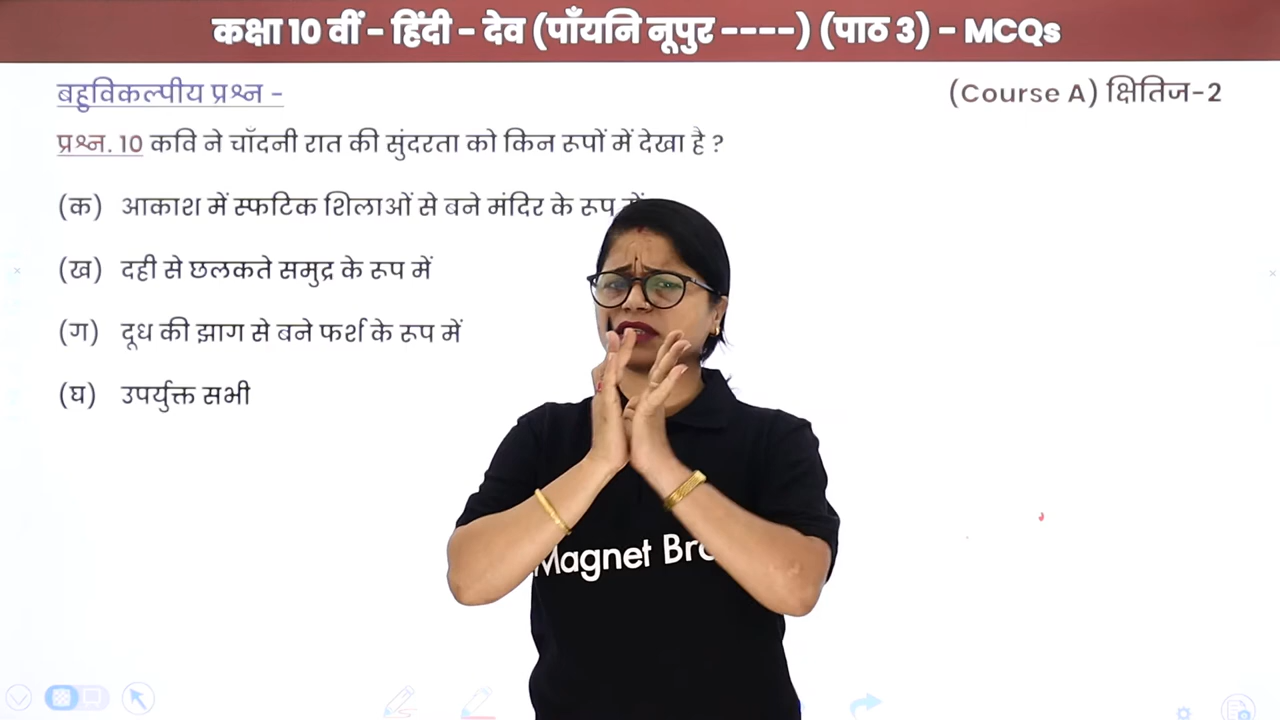 कक्षा 10 वीं - हिंदी - देव (पाँयनि नूपुर ----) (पाठ 3) - MCQs
बहुविकल्पीय प्रश्न -
(Course A) क्षितिज-2
प्रश्न. 10 कवि ने चाँदनी रात की सुंदरता को किन रूपों में देखा है ?
(क) आकाश में स्फटिक शिलाओं से बने मंदिर के रूप
(ख) दही से छलकते समुद्र के रूप में
(ग) दूध की झाग से बने फर्श के रूप में
(घ) उपर्युक्त सभी
Magnet